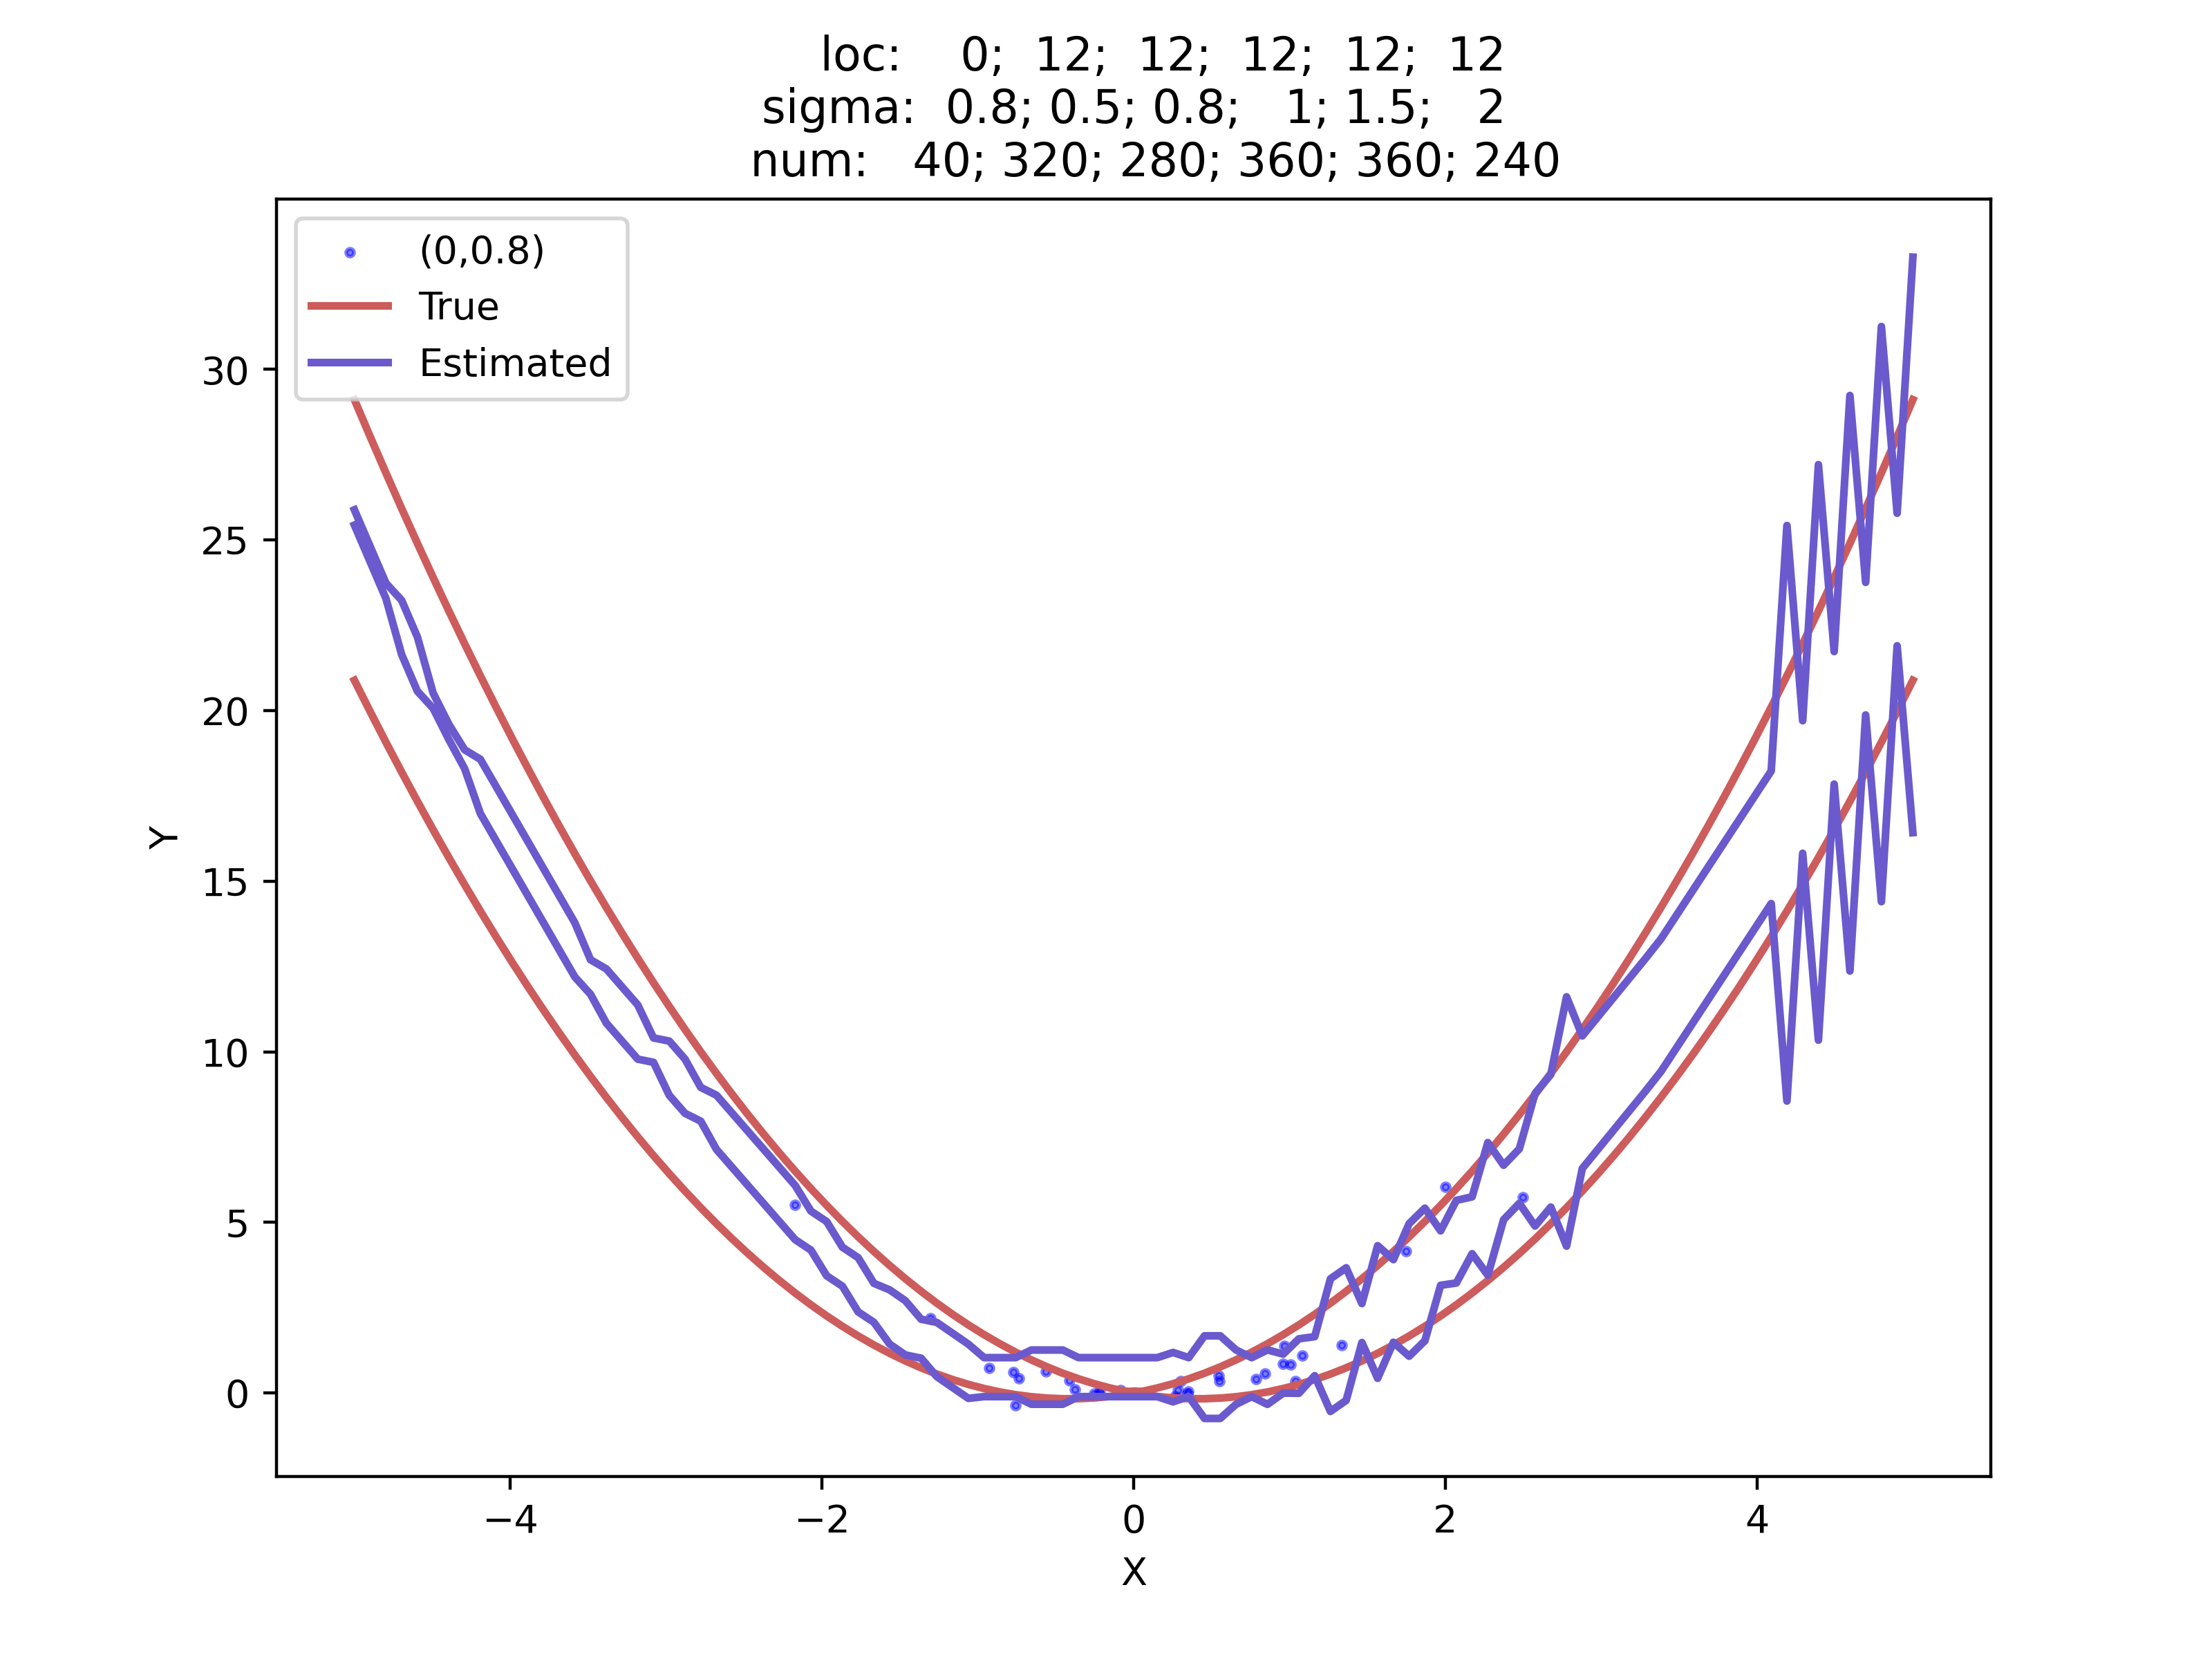 loc: 0; 12; 12; 12; 12; 12
sigma: 0.8; 0.5; 0.8; 1; 1.5; 2
num: 40; 320; 280; 360; 360; 240
(0,0.8)
True
Estimated
30
25
20
15
10
5
0
Y
−4 −2 0 2 4
X